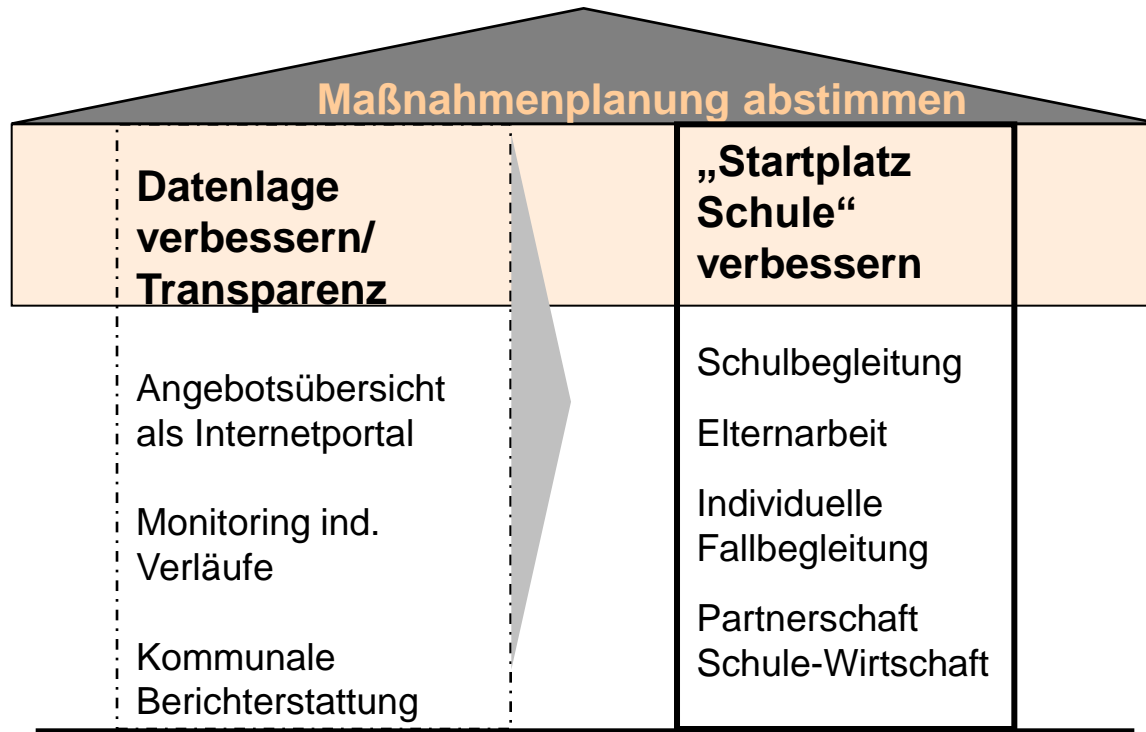 Maßnahmenplanung abstimmen
Datenlage
verbessern/
Transparenz
Angebotsübersicht
als Internetportal
Monitoring ind.
Verläufe
Kommunale
Berichterstattung
„Startplatz
Schule“
verbessern
Schulbegleitung
Elternarbeit
Individuelle
Fallbegleitung
Partnerschaft
Schule-Wirtschaft